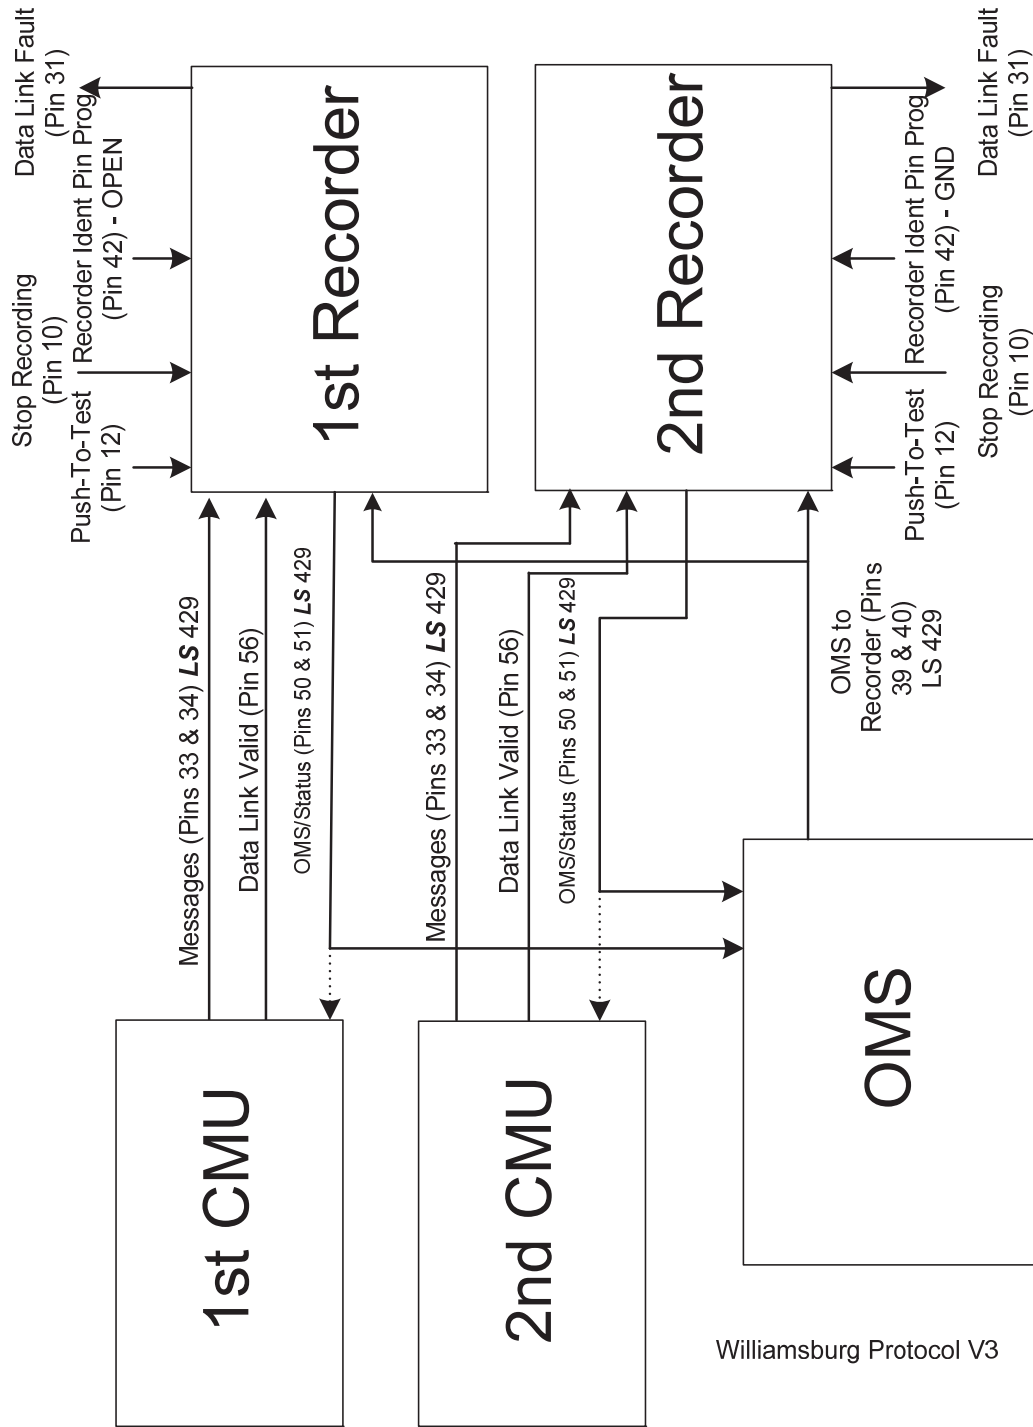 Data Link Fault
(Pin 31)
Recorder Ident Pin Prog
(Pin 42) - OPEN
Stop Recording
(Pin 10)
Push-To-Test
(Pin 12)
1st Recorder
Messages (Pins 33 & 34) LS 429
Data Link Valid (Pin 56)
OMS/Status (Pins 50 & 51) LS 429
1st CMU
2nd Recorder
Messages (Pins 33 & 34) LS 429
Data Link Valid (Pin 56)
OMS/Status (Pins 50 & 51) LS 429
2nd CMU
Push-To-Test
(Pin 12)
Recorder Ident Pin Prog
(Pin 42) - GND
Stop Recording
(Pin 10)
Data Link Fault
(Pin 31)
OMS to
Recorder (Pins
39 & 40)
LS 429
OMS
Williamsburg Protocol V3